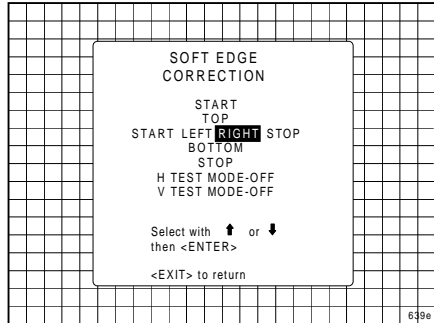 SOFT EDGE
CORRECTION
START
TOP
START LEFT RIGHT STOP
BOTTOM
STOP
H TEST MODE-OFF
V TEST MODE-OFF
Select with ⬆ or ⬇
then <ENTER>
<EXIT> to return
639e